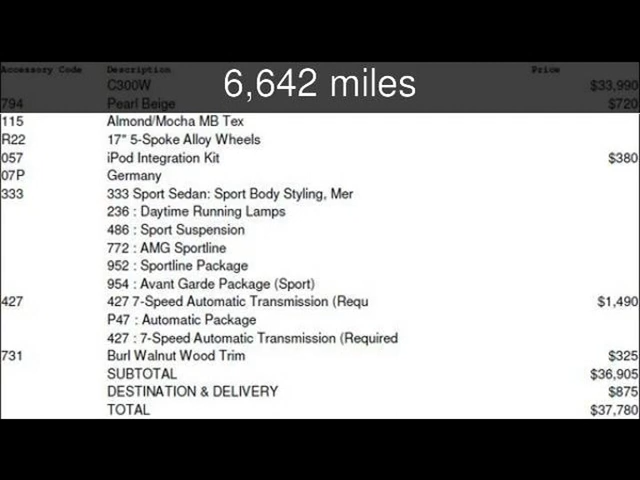 6,642 miles
Accessory Code Description Price
C300W $33,990
794 Pearl Beige $720
115 Almond/Mocha MB Tex
R22 17" 5-Spoke Alloy Wheels
057 iPod Integration Kit $380
07P Germany
333 333 Sport Sedan: Sport Body Styling, Mer
236 : Daytime Running Lamps
486 : Sport Suspension
772 : AMG Sportline
952 : Sportline Package
954 : Avant Garde Package (Sport)
427 427 7-Speed Automatic Transmission (Requ $1,490
P47 : Automatic Package
427 : 7-Speed Automatic Transmission (Required
731 Burl Walnut Wood Trim $325
SUBTOTAL $36,905
DESTINATION & DELIVERY $875
TOTAL $37,780